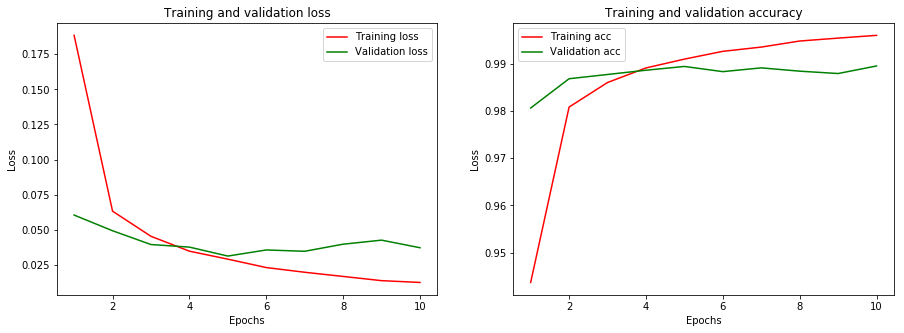 Training and validation loss
Training loss
Validation loss
0.175
0.150
0.125
0.100
0.075
0.050
0.025
Loss
2
4
6
8
10
Epochs
Training and validation accuracy
Training acc
Validation acc
0.99
0.98
0.97
0.96
0.95
Loss
2
4
6
8
10
Epochs